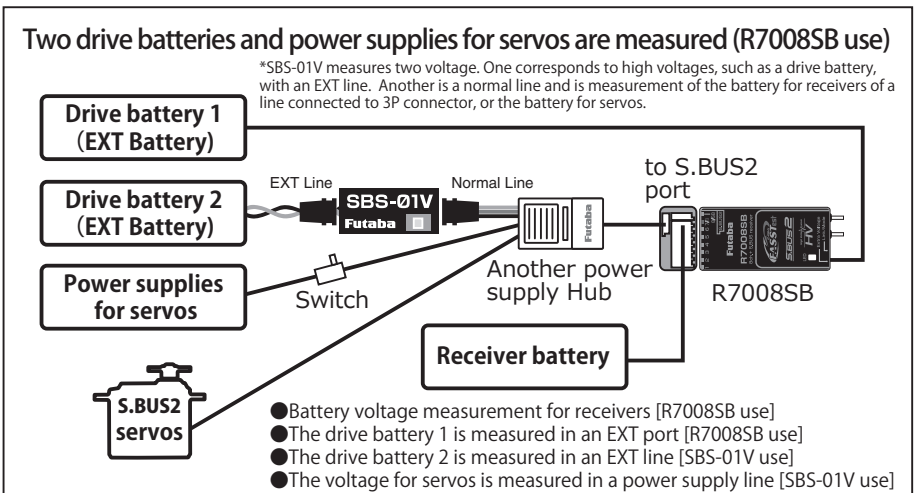 Two drive batteries and power supplies for servos are measured (R7008SB use)
*SBS-01V measures two voltage. One corresponds to high voltages, such as a drive battery,
with an EXT line. Another is a normal line and is measurement of the battery for receivers of a
line connected to 3P connector, or the battery for servos.
Drive battery 1
(EXT Battery)
Drive battery 2
(EXT Battery)
EXT Line
SBS-01V
Futaba
Normal Line
Futaba
to S.BUS2
port
Futaba
R7008SB
FASSTest
S.BUS2
HV
Power supplies
for servos
Switch
Another power
supply Hub
R7008SB
Receiver battery
S.BUS2
servos
●Battery voltage measurement for receivers [R7008SB use]
●The drive battery 1 is measured in an EXT port [R7008SB use]
●The drive battery 2 is measured in an EXT line [SBS-01V use]
●The voltage for servos is measured in a power supply line [SBS-01V use]